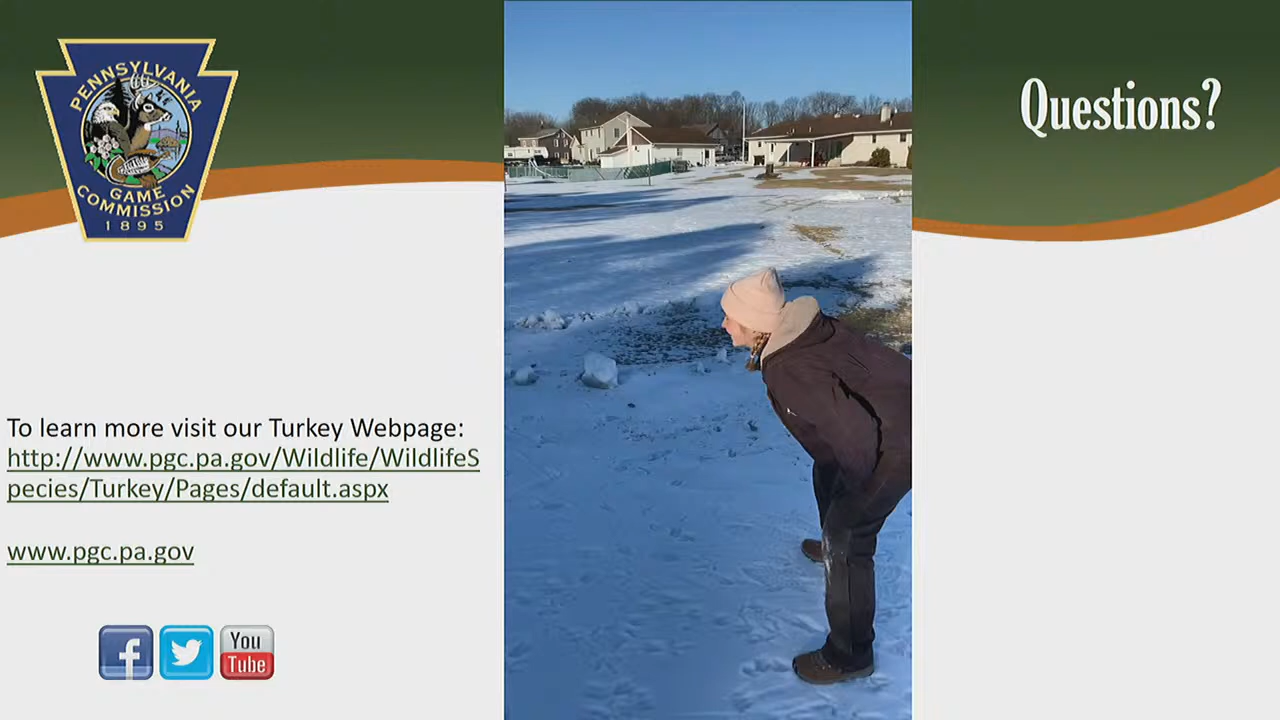 PENNSYLVANIA
GAME
COMMISSION
1895
Questions?
To learn more visit our Turkey Webpage:
http://www.pgc.pa.gov/Wildlife/WildlifeS
pecies/Turkey/Pages/default.aspx
www.pgc.pa.gov
f
You
Tube